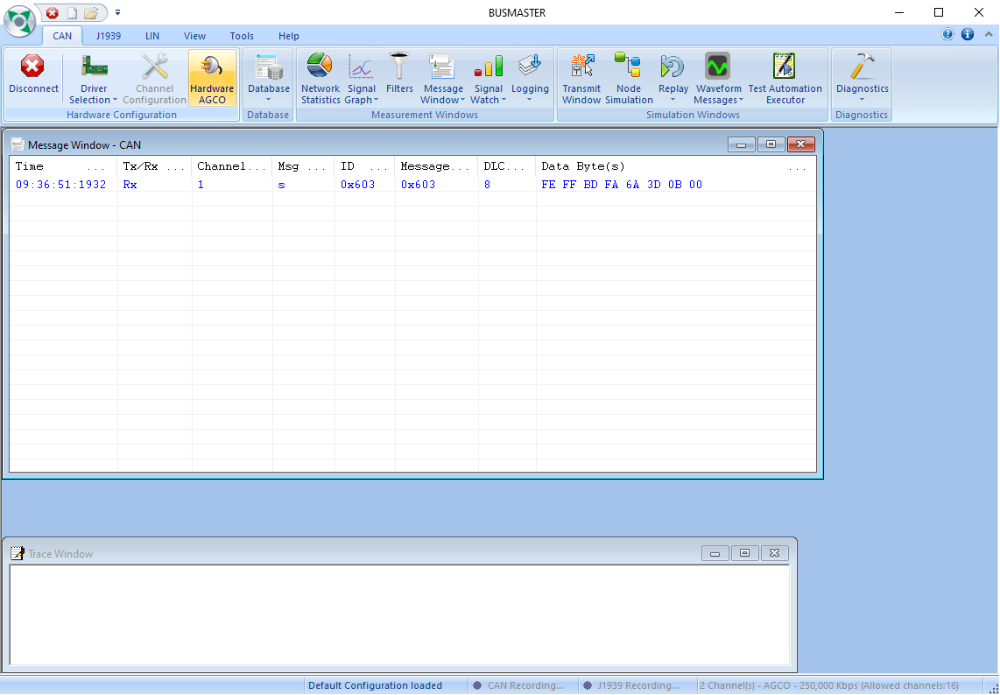 BUSMASTER
CAN J1939 LIN View Tools Help
Disconnect Driver Selection Channel Configuration Hardware AGCO Database Network Statistics Signal Graph Filters Message Window Signal Watch Logging Transmit Window Node Simulation Replay Waveform Messages Test Automation Executor Diagnostics
Hardware Configuration Database Measurement Windows Simulation Windows Diagnostics
Message Window - CAN
Time ... Tx/Rx ... Channel... Msg ... ID ... Message... DLC... Data Byte(s) ...
09:36:51:1932 Rx 1 s 0x603 0x603 8 FE FF BD FA 6A 3D 0B 00
Trace Window
Default Configuration loaded CAN Recording... J1939 Recording... 2 Channel(s) - AGCO - 250,000 Kbps (Allowed channels:16)